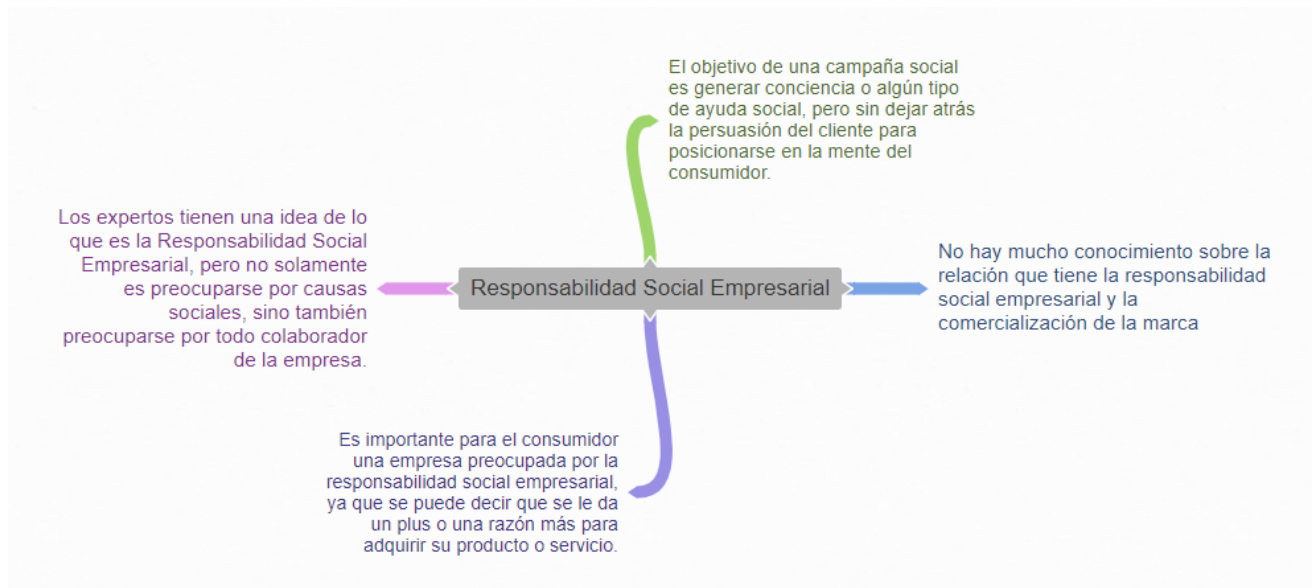 El objetivo de una campaña social
es generar conciencia o algún tipo
de ayuda social, pero sin dejar atrás
la persuasión del cliente para
posicionarse en la mente del
consumidor.
Los expertos tienen una idea de lo
que es la Responsabilidad Social
Empresarial, pero no solamente
es preocuparse por causas
sociales, sino también
preocuparse por todo colaborador
de la empresa.
Responsabilidad Social Empresarial
No hay mucho conocimiento sobre la
relación que tiene la responsabilidad
social empresarial y la
comercialización de la marca
Es importante para el consumidor
una empresa preocupada por la
responsabilidad social empresarial,
ya que se puede decir que se le da
un plus o una razón más para
adquirir su producto o servicio.